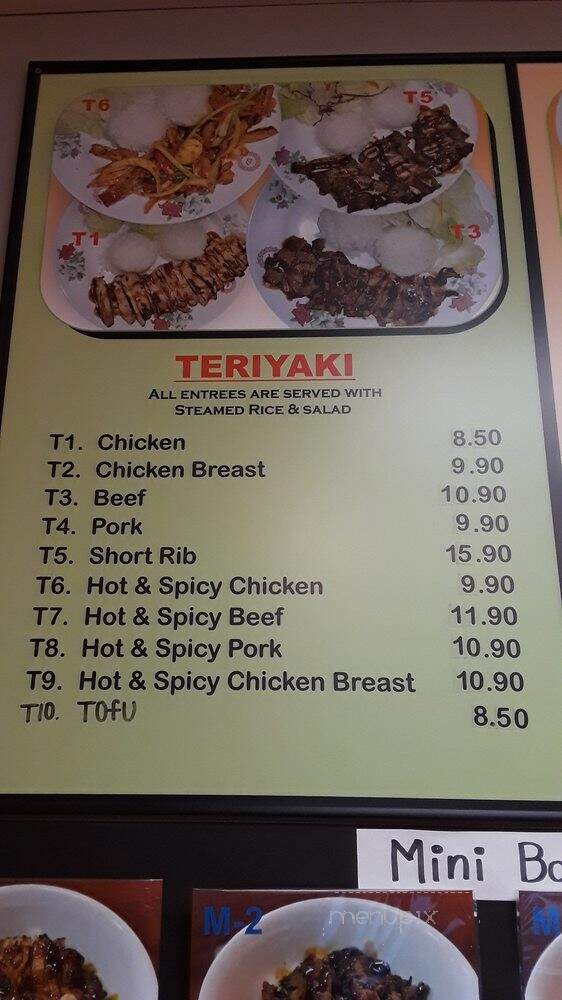 T6
T5
T1
T3
TERIYAKI
ALL ENTREES ARE SERVED WITH
STEAMED RICE & SALAD
T1. Chicken 8.50
T2. Chicken Breast 9.90
T3. Beef 10.90
T4. Pork 9.90
T5. Short Rib 15.90
T6. Hot & Spicy Chicken 9.90
T7. Hot & Spicy Beef 11.90
T8. Hot & Spicy Pork 10.90
T9. Hot & Spicy Chicken Breast 10.90
T10. TOfU 8.50
Mini Bo
M-2
menupix
M